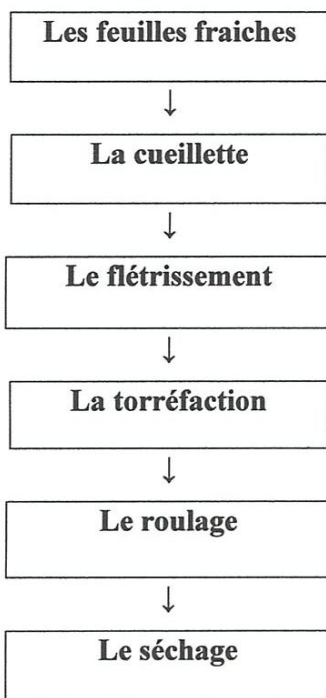 Les feuilles fraiches
↓
La cueillette
↓
Le flétrissement
↓
La torréfaction
↓
Le roulage
↓
Le séchage